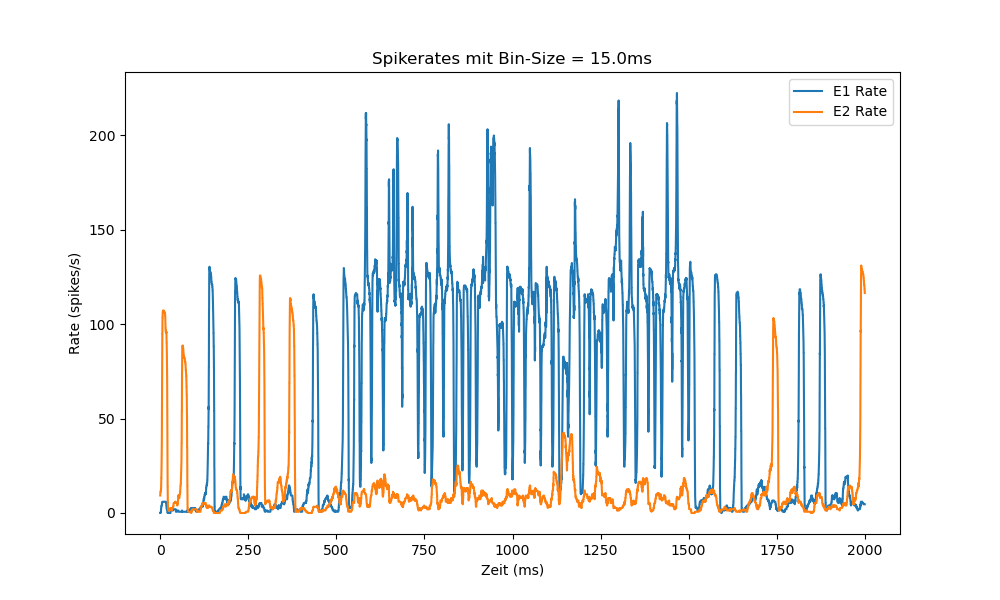 Spikerates mit Bin-Size = 15.0ms
E1 Rate
E2 Rate
Rate (spikes/s)
200
150
100
50
0
0 250 500 750 1000 1250 1500 1750 2000
Zeit (ms)